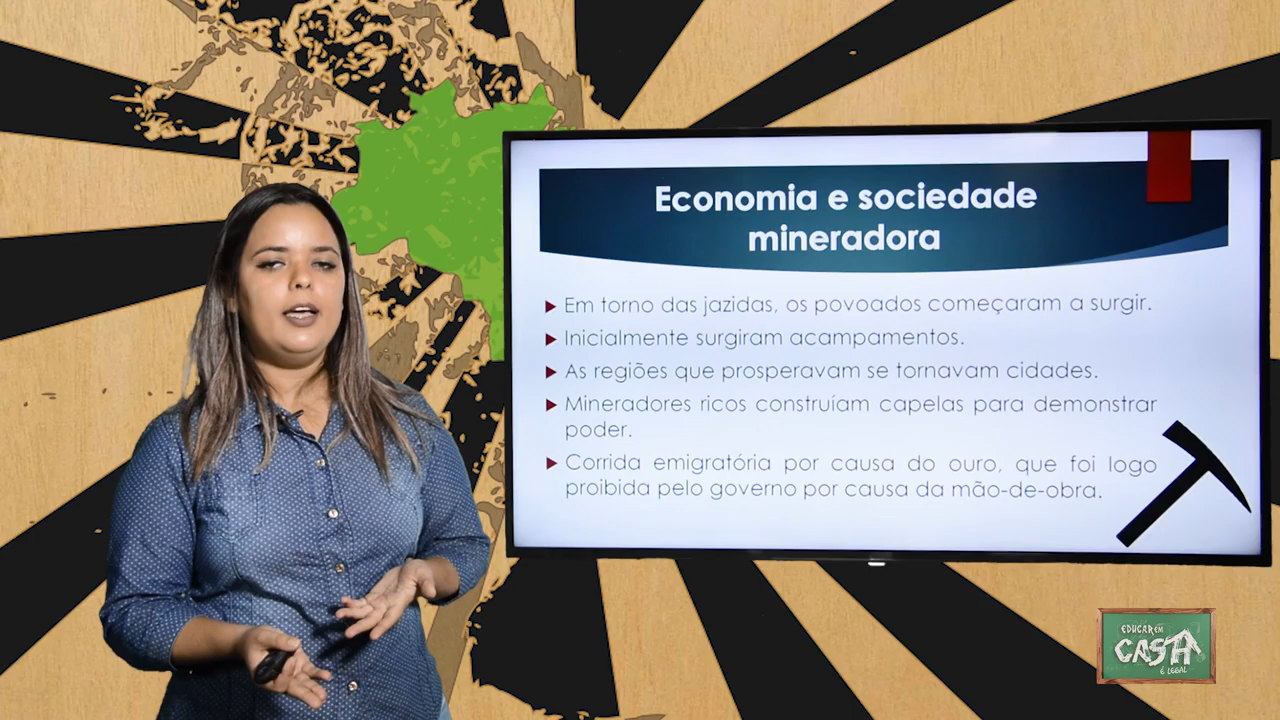 Economia e sociedade
mineradora
Em torno das jazidas, os povoados começaram a surgir.
Inicialmente surgiram acampamentos.
As regiões que prosperavam se tornavam cidades.
Mineradores ricos construíam capelas para demonstrar
poder.
Corrida emigratória por causa do ouro, que foi logo
proibida pelo governo por causa da mão-de-obra.
EDUCAR EM
CASA
É LEGAL